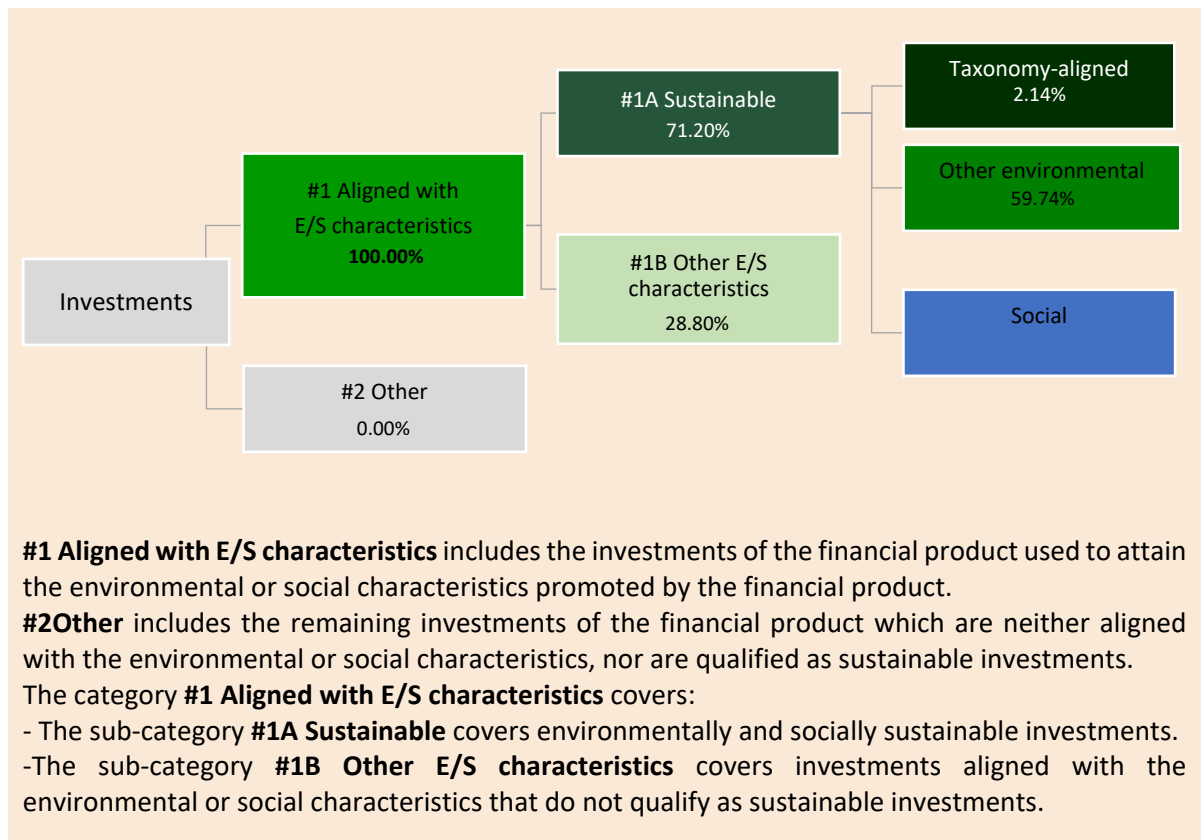 Investments
#1 Aligned with
E/S characteristics
100.00%
#2 Other
0.00%
#1A Sustainable
71.20%
#1B Other E/S
characteristics
28.80%
Taxonomy-aligned
2.14%
Other environmental
59.74%
Social
#1 Aligned with E/S characteristics includes the investments of the financial product used to attain
the environmental or social characteristics promoted by the financial product.
#2Other includes the remaining investments of the financial product which are neither aligned
with the environmental or social characteristics, nor are qualified as sustainable investments.
The category #1 Aligned with E/S characteristics covers:
- The sub-category #1A Sustainable covers environmentally and socially sustainable investments.
-The sub-category #1B Other E/S characteristics covers investments aligned with the
environmental or social characteristics that do not qualify as sustainable investments.